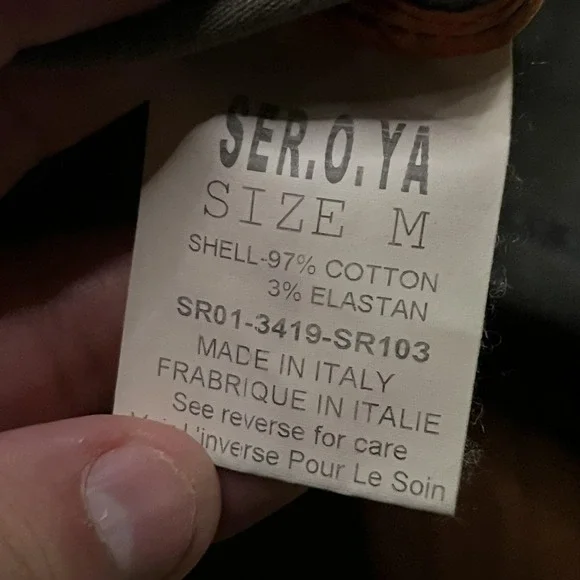 SER.O.YA
SIZE M
SHELL-97% COTTON
3% ELASTAN
SR01-3419-SR103
MADE IN ITALY
FRABRIQUE IN ITALIE
See reverse for care
L'inverse Pour Le Soin